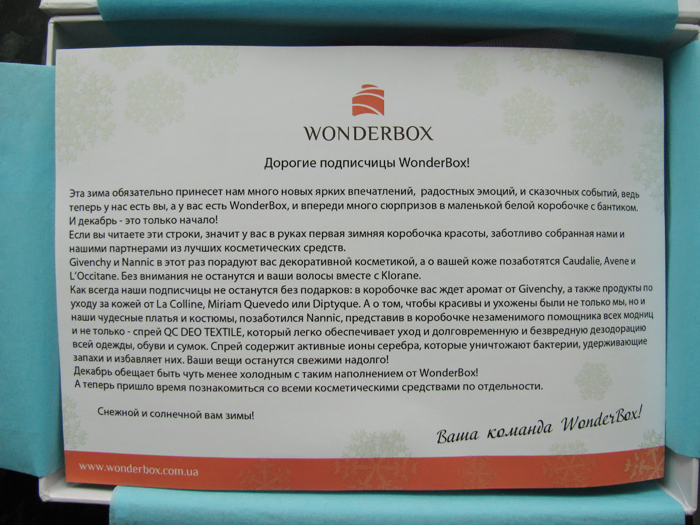 WONDERBOX
Дорогие подписчицы WonderBox!
Эта зима обязательно принесет нам много новых ярких впечатлений, радостных эмоций, и сказочных событий, ведь
теперь у нас есть вы, а у вас есть WonderBox, и впереди много сюрпризов в маленькой белой коробочке с бантиком.
И декабрь - это только начало!
Если вы читаете эти строки, значит у вас в руках первая зимняя коробочка красоты, заботливо собранная нами и
нашими партнерами из лучших косметических средств.
Givenchy и Nannic в этот раз порадуют вас декоративной косметикой, а о вашей коже позаботятся Caudalie, Avene и
L'Occitane. Без внимания не останутся и ваши волосы вместе с Klorane.
Как всегда наши подписчицы не останутся без подарков: в коробочке вас ждет аромат от Givenchy, а также продукты по
уходу за кожей от La Colline, Miriam Quevedo или Diptyque. А о том, чтобы красивы и ухожены были не только мы, но и
наши чудесные платья и костюмы, позаботился Nannic, представив в коробочке незаменимого помощника всех модниц
и не только - спрей QC DEO TEXTILE, который легко обеспечивает уход и долговременную и безвредную дезодорацию
всей одежды, обуви и сумок. Спрей содержит активные ионы серебра, которые уничтожают бактерии, удерживающие
запахи и избавляет них. Ваши вещи останутся свежими надолго!
Декабрь обещает быть чуть менее холодным с таким наполнением от WonderBox!
А теперь пришло время познакомиться со всеми косметическими средствами по отдельности.
Снежной и солнечной вам зимы!
Ваша команда WonderBox!
www.wonderbox.com.ua